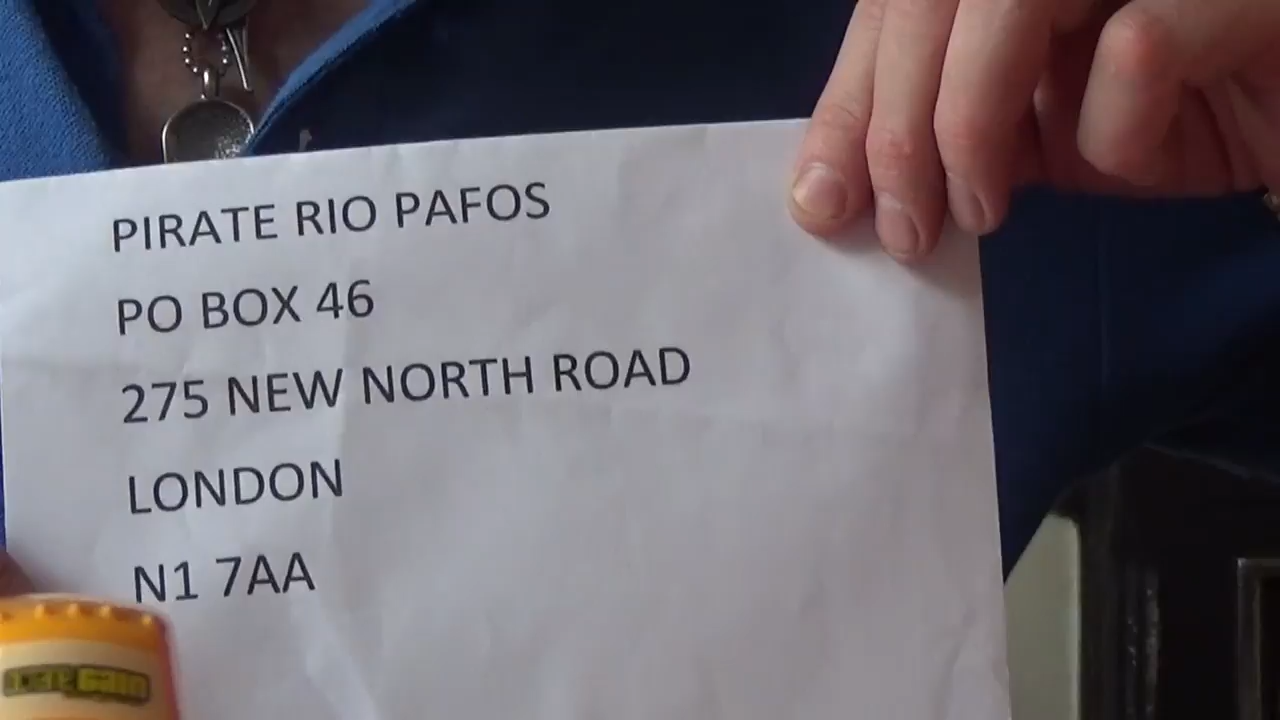 PIRATE RIO PAFOS
PO BOX 46
275 NEW NORTH ROAD
LONDON
N1 7AA